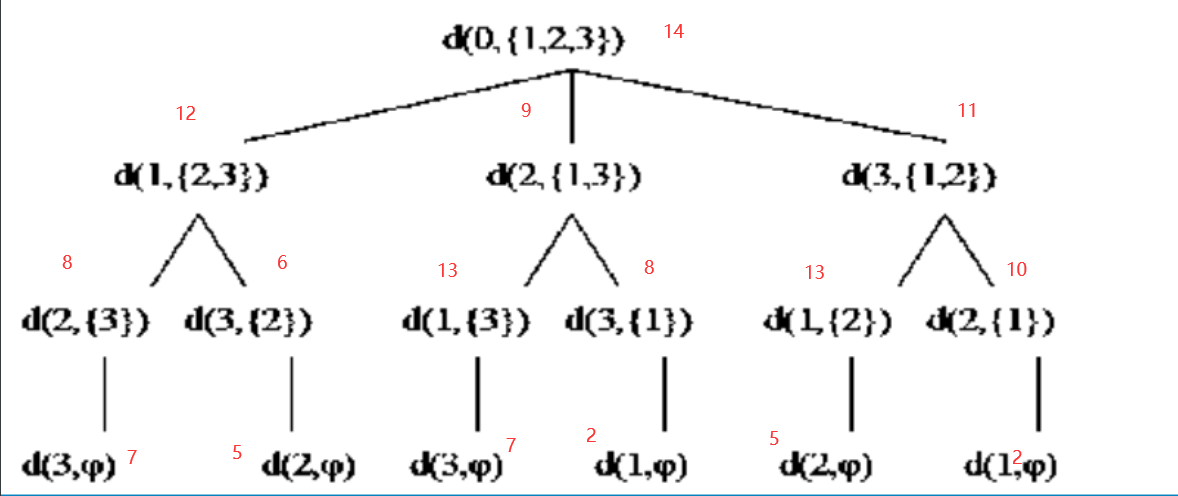 d(0,{1,2,3}) 14
12 9 11
d(1,{2,3}) d(2,{1,3}) d(3,{1,2})
8 6 13 8 13 10
d(2,{3}) d(3,{2}) d(1,{3}) d(3,{1}) d(1,{2}) d(2,{1})
d(3,φ) 7 5 d(2,φ) d(3,φ) 7 2 d(1,φ) 5 d(2,φ) d(1,φ) 2